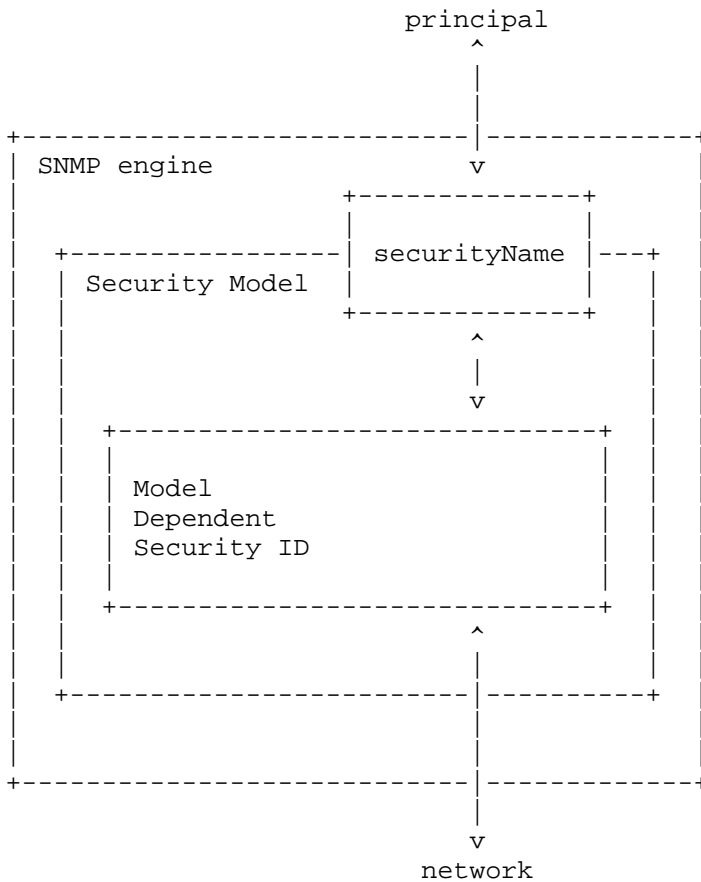 principal
SNMP engine
securityName
Security Model
Model
Dependent
Security ID
network